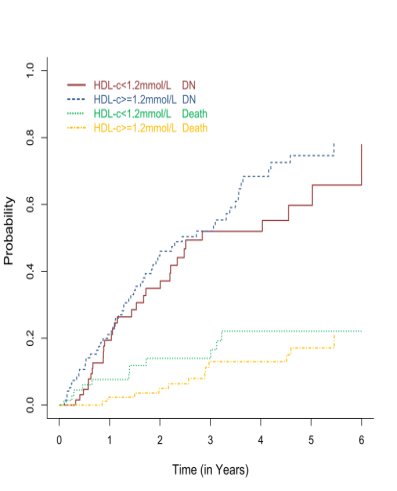 HDL-c<1.2mmol/L DN
HDL-c>=1.2mmol/L DN
HDL-c<1.2mmol/L Death
HDL-c>=1.2mmol/L Death
Probability
1.0
0.8
0.6
0.4
0.2
0.0
0 1 2 3 4 5 6
Time (in Years)